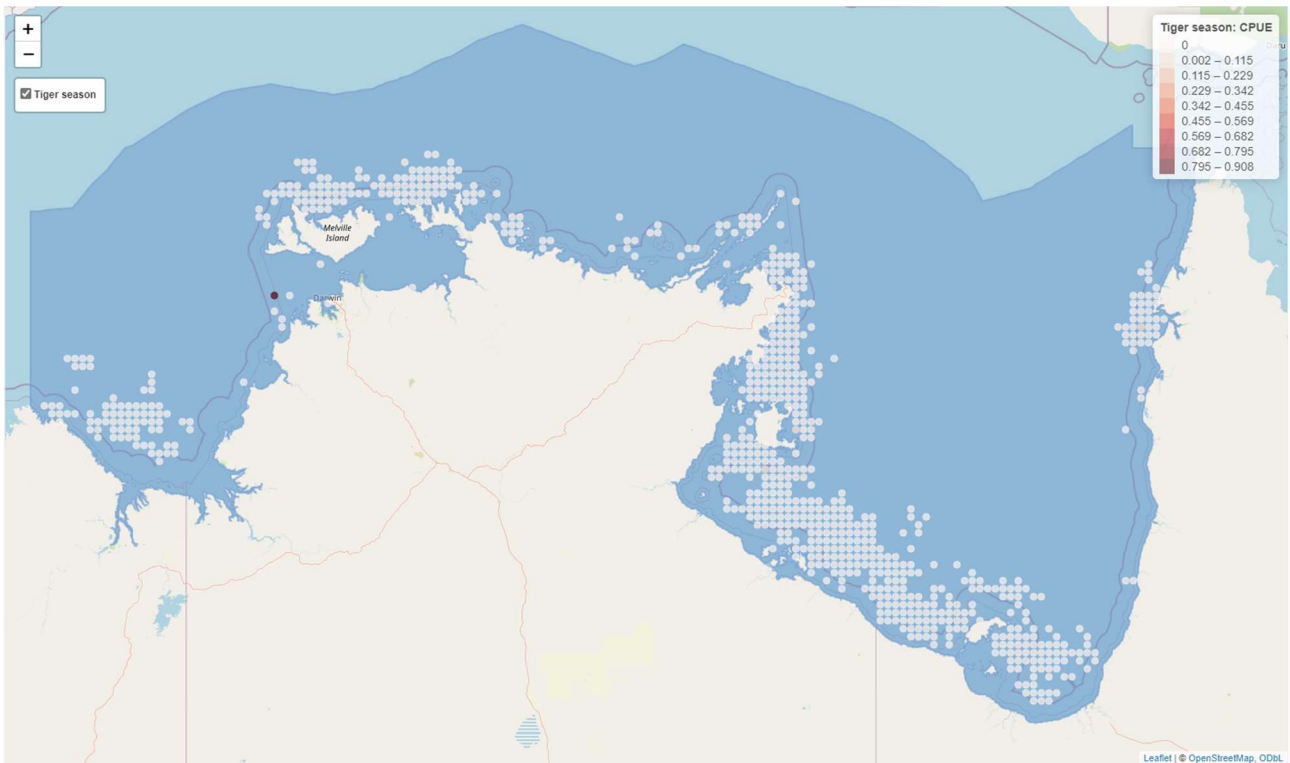 +
−
Tiger season
Tiger season: CPUE
0
0.002 – 0.115
0.115 – 0.229
0.229 – 0.342
0.342 – 0.455
0.455 – 0.569
0.569 – 0.682
0.682 – 0.795
0.795 – 0.908
Daru
Melville
Island
Darwin
Leaflet | © OpenStreetMap, ODbL